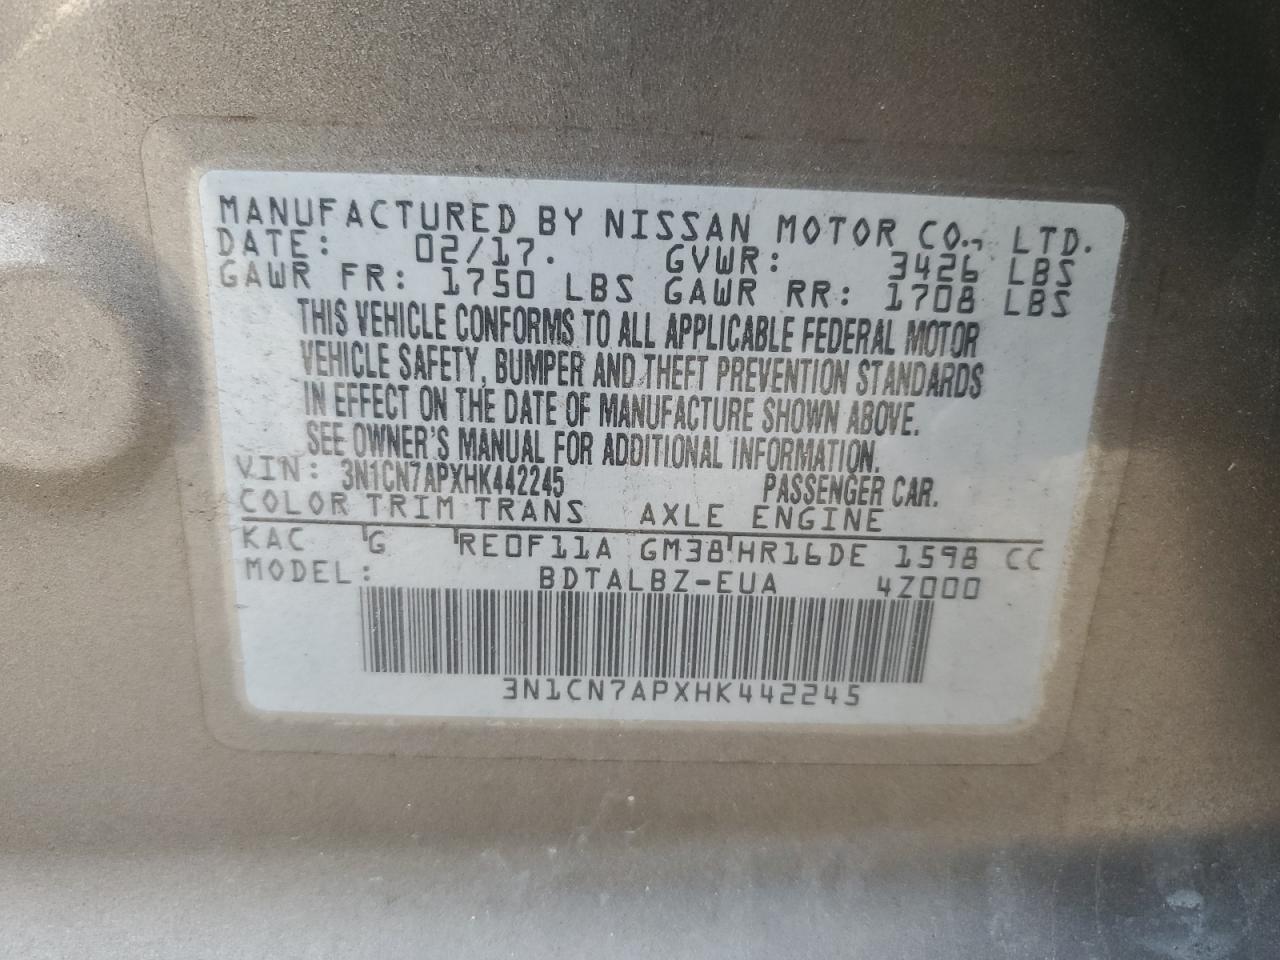 MANUFACTURED BY NISSAN MOTOR CO., LTD.
DATE: 02/17. GVWR: 3426 LBS
GAWR FR: 1750 LBS GAWR RR: 1708 LBS
THIS VEHICLE CONFORMS TO ALL APPLICABLE FEDERAL MOTOR
VEHICLE SAFETY, BUMPER AND THEFT PREVENTION STANDARDS
IN EFFECT ON THE DATE OF MANUFACTURE SHOWN ABOVE.
SEE OWNER'S MANUAL FOR ADDITIONAL INFORMATION.
VIN: 3N1CN7APXHK442245 PASSENGER CAR.
COLOR TRIM TRANS AXLE ENGINE
KAC G RE0F11A GM38 HR16DE 1598 CC
MODEL: BDTALBZ-EUA 4Z000
3N1CN7APXHK442245